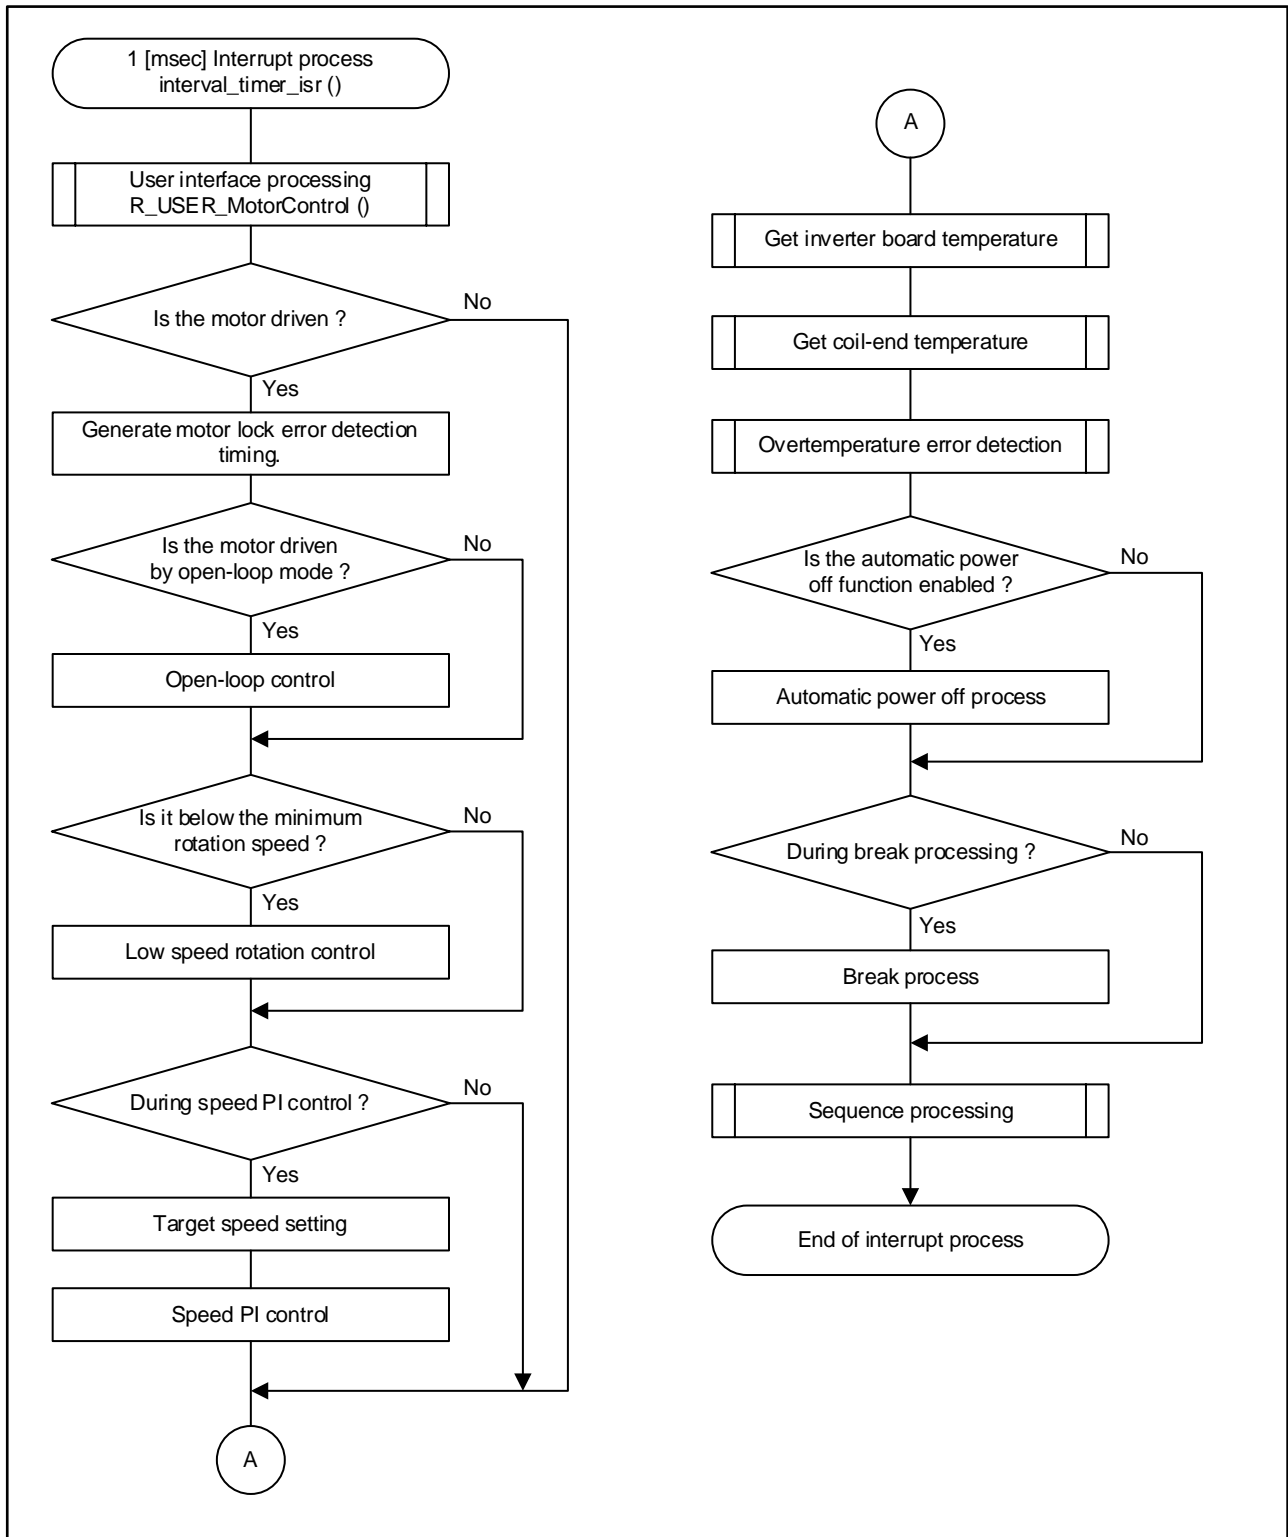 1 [msec] Interrupt process
interval_timer_isr ()
User interface processing
R_USER_MotorControl ()
Is the motor driven ?
No
Yes
Generate motor lock error detection
timing.
Is the motor driven
by open-loop mode ?
No
Yes
Open-loop control
Is it below the minimum
rotation speed ?
No
Yes
Low speed rotation control
During speed PI control ?
No
Yes
Target speed setting
Speed PI control
A
A
Get inverter board temperature
Get coil-end temperature
Overtemperature error detection
Is the automatic power
off function enabled ?
No
Yes
Automatic power off process
During break processing ?
No
Yes
Break process
Sequence processing
End of interrupt process